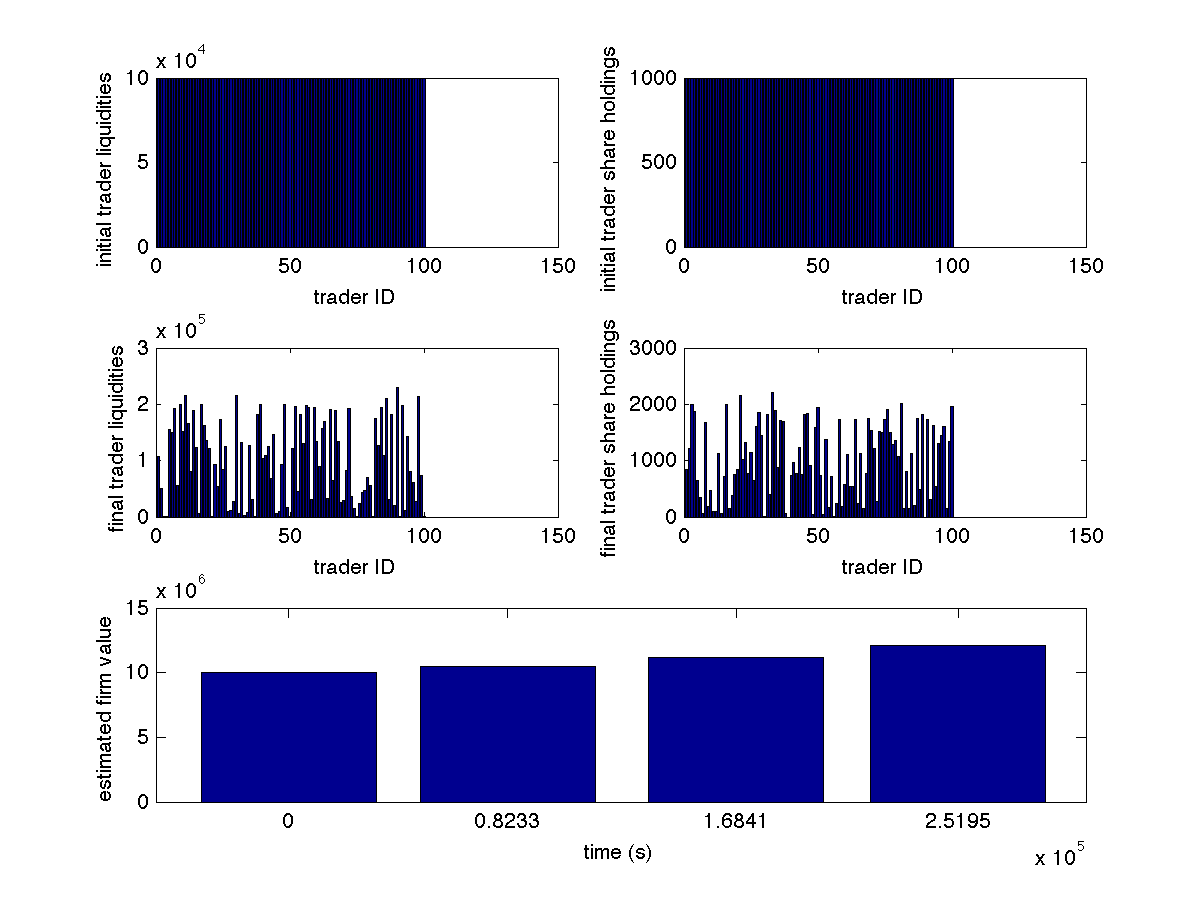 x 10^4
10
5
0
0 50 100 150
initial trader liquidities
trader ID
1000
500
0
0 50 100 150
initial trader share holdings
trader ID
x 10^5
3
2
1
0
0 50 100 150
final trader liquidities
trader ID
3000
2000
1000
0
0 50 100 150
final trader share holdings
trader ID
x 10^6
15
10
5
0
estimated firm value
0 0.8233 1.6841 2.5195
time (s)
x 10^5